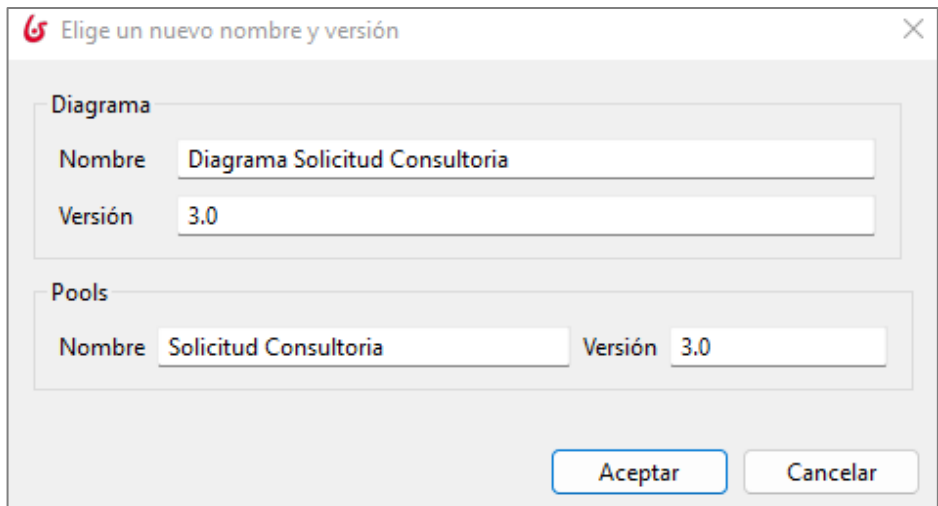 Elige un nuevo nombre y versión
Diagrama
Nombre Diagrama Solicitud Consultoria
Versión 3.0
Pools
Nombre Solicitud Consultoria Versión 3.0
Aceptar Cancelar